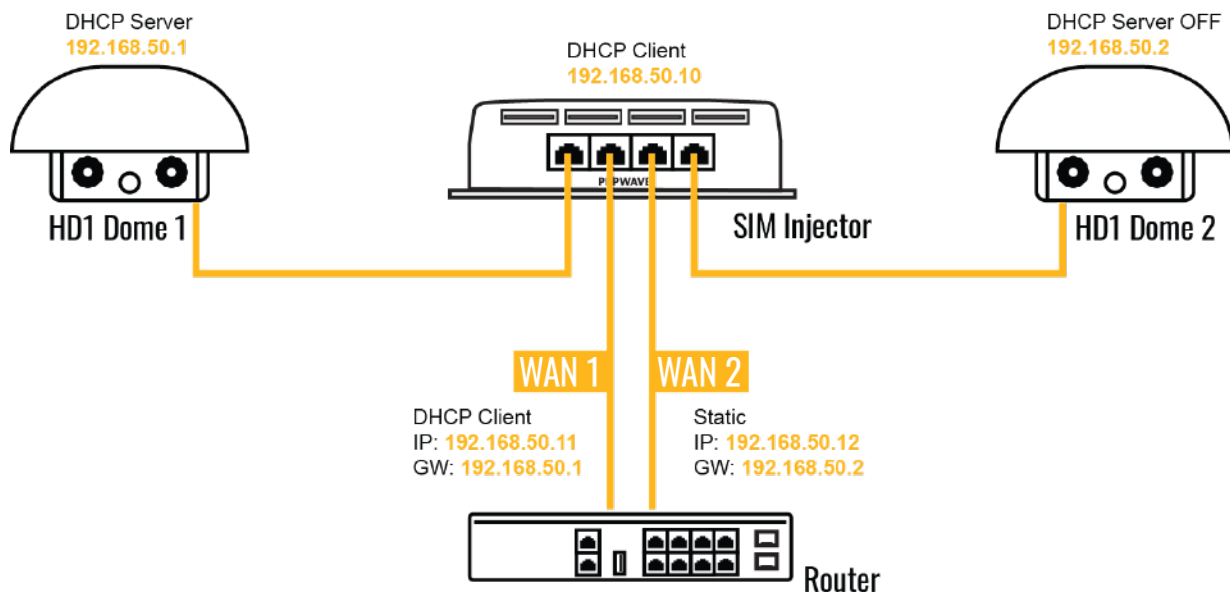 DHCP Server
192.168.50.1
DHCP Client
192.168.50.10
DHCP Server OFF
192.168.50.2
PEPWAVE
HD1 Dome 1
SIM Injector
HD1 Dome 2
WAN 1
WAN 2
DHCP Client
IP: 192.168.50.11
GW: 192.168.50.1
Static
IP: 192.168.50.12
GW: 192.168.50.2
Router